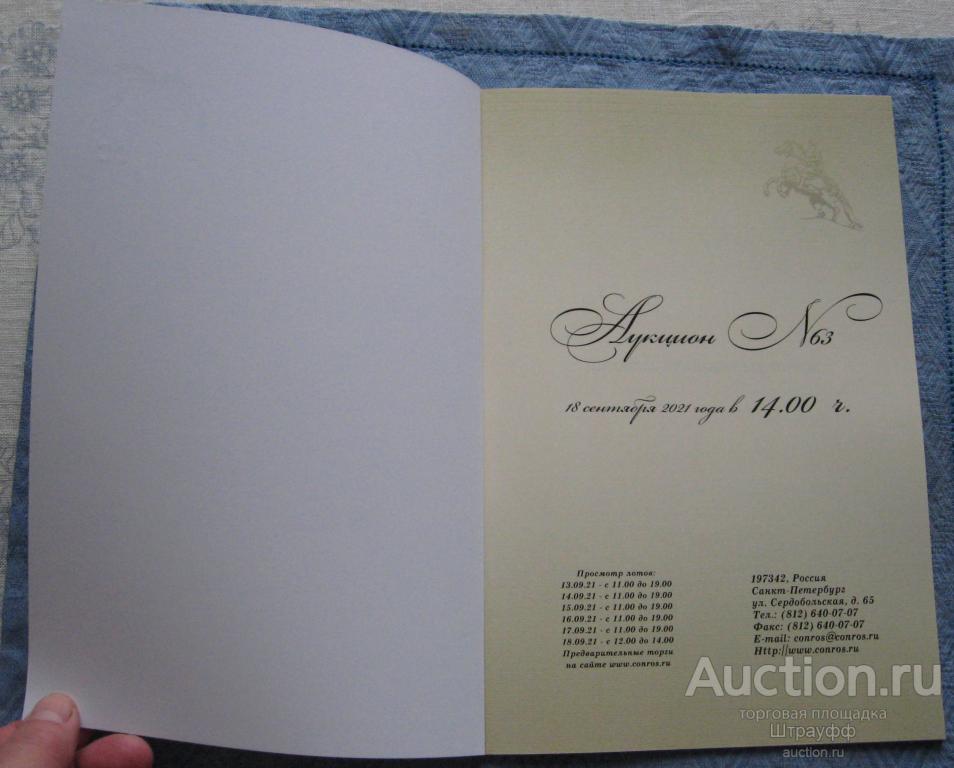 Аукцион №63
18 сентября 2021 года в 14.00 ч.
Просмотр лотов:
13.09.21 - с 11.00 до 19.00
14.09.21 - с 11.00 до 19.00
15.09.21 - с 11.00 до 19.00
16.09.21 - с 11.00 до 19.00
17.09.21 - с 11.00 до 19.00
18.09.21 - с 12.00 до 14.00
Предварительные торги
на сайте www.conros.ru
197342, Россия
Санкт-Петербург
ул. Сердобольская, д. 65
Тел.: (812) 640-07-07
Факс: (812) 640-07-07
E-mail: conros@conros.ru
Http://www.conros.ru
Auction.ru
торговая площадка
Штрауфф
auction.ru